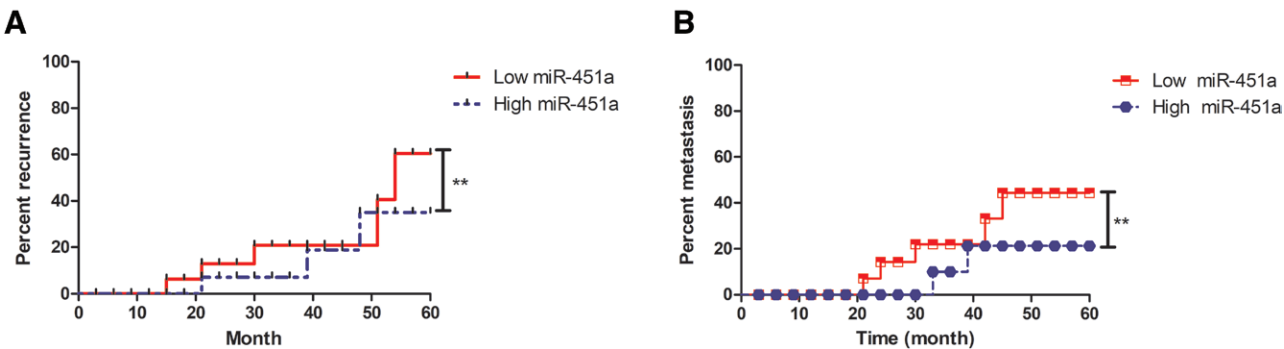 A
Percent recurrence
100
80
60
40
20
0
0 10 20 30 40 50 60
Month
Low miR-451a
High miR-451a
**
B
Percent metastasis
100
80
60
40
20
0
0 10 20 30 40 60
Time (month)
Low miR-451a
High miR-451a
**